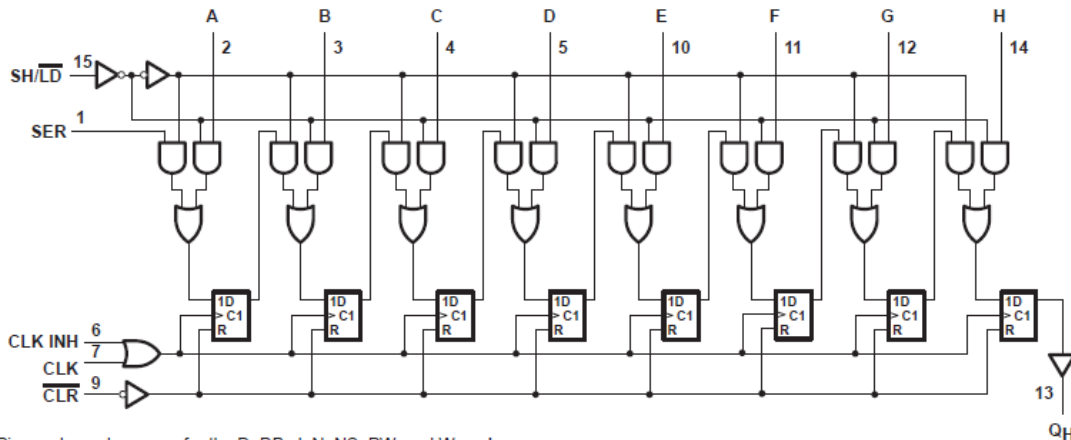 A B C D E F G H
2 3 4 5 10 11 12 14
SH/LD 15
SER 1
1D 1D 1D 1D 1D 1D 1D 1D
C1 C1 C1 C1 C1 C1 C1 C1
R R R R R R R R
CLK INH 6
CLK 7
CLR 9
13
QH